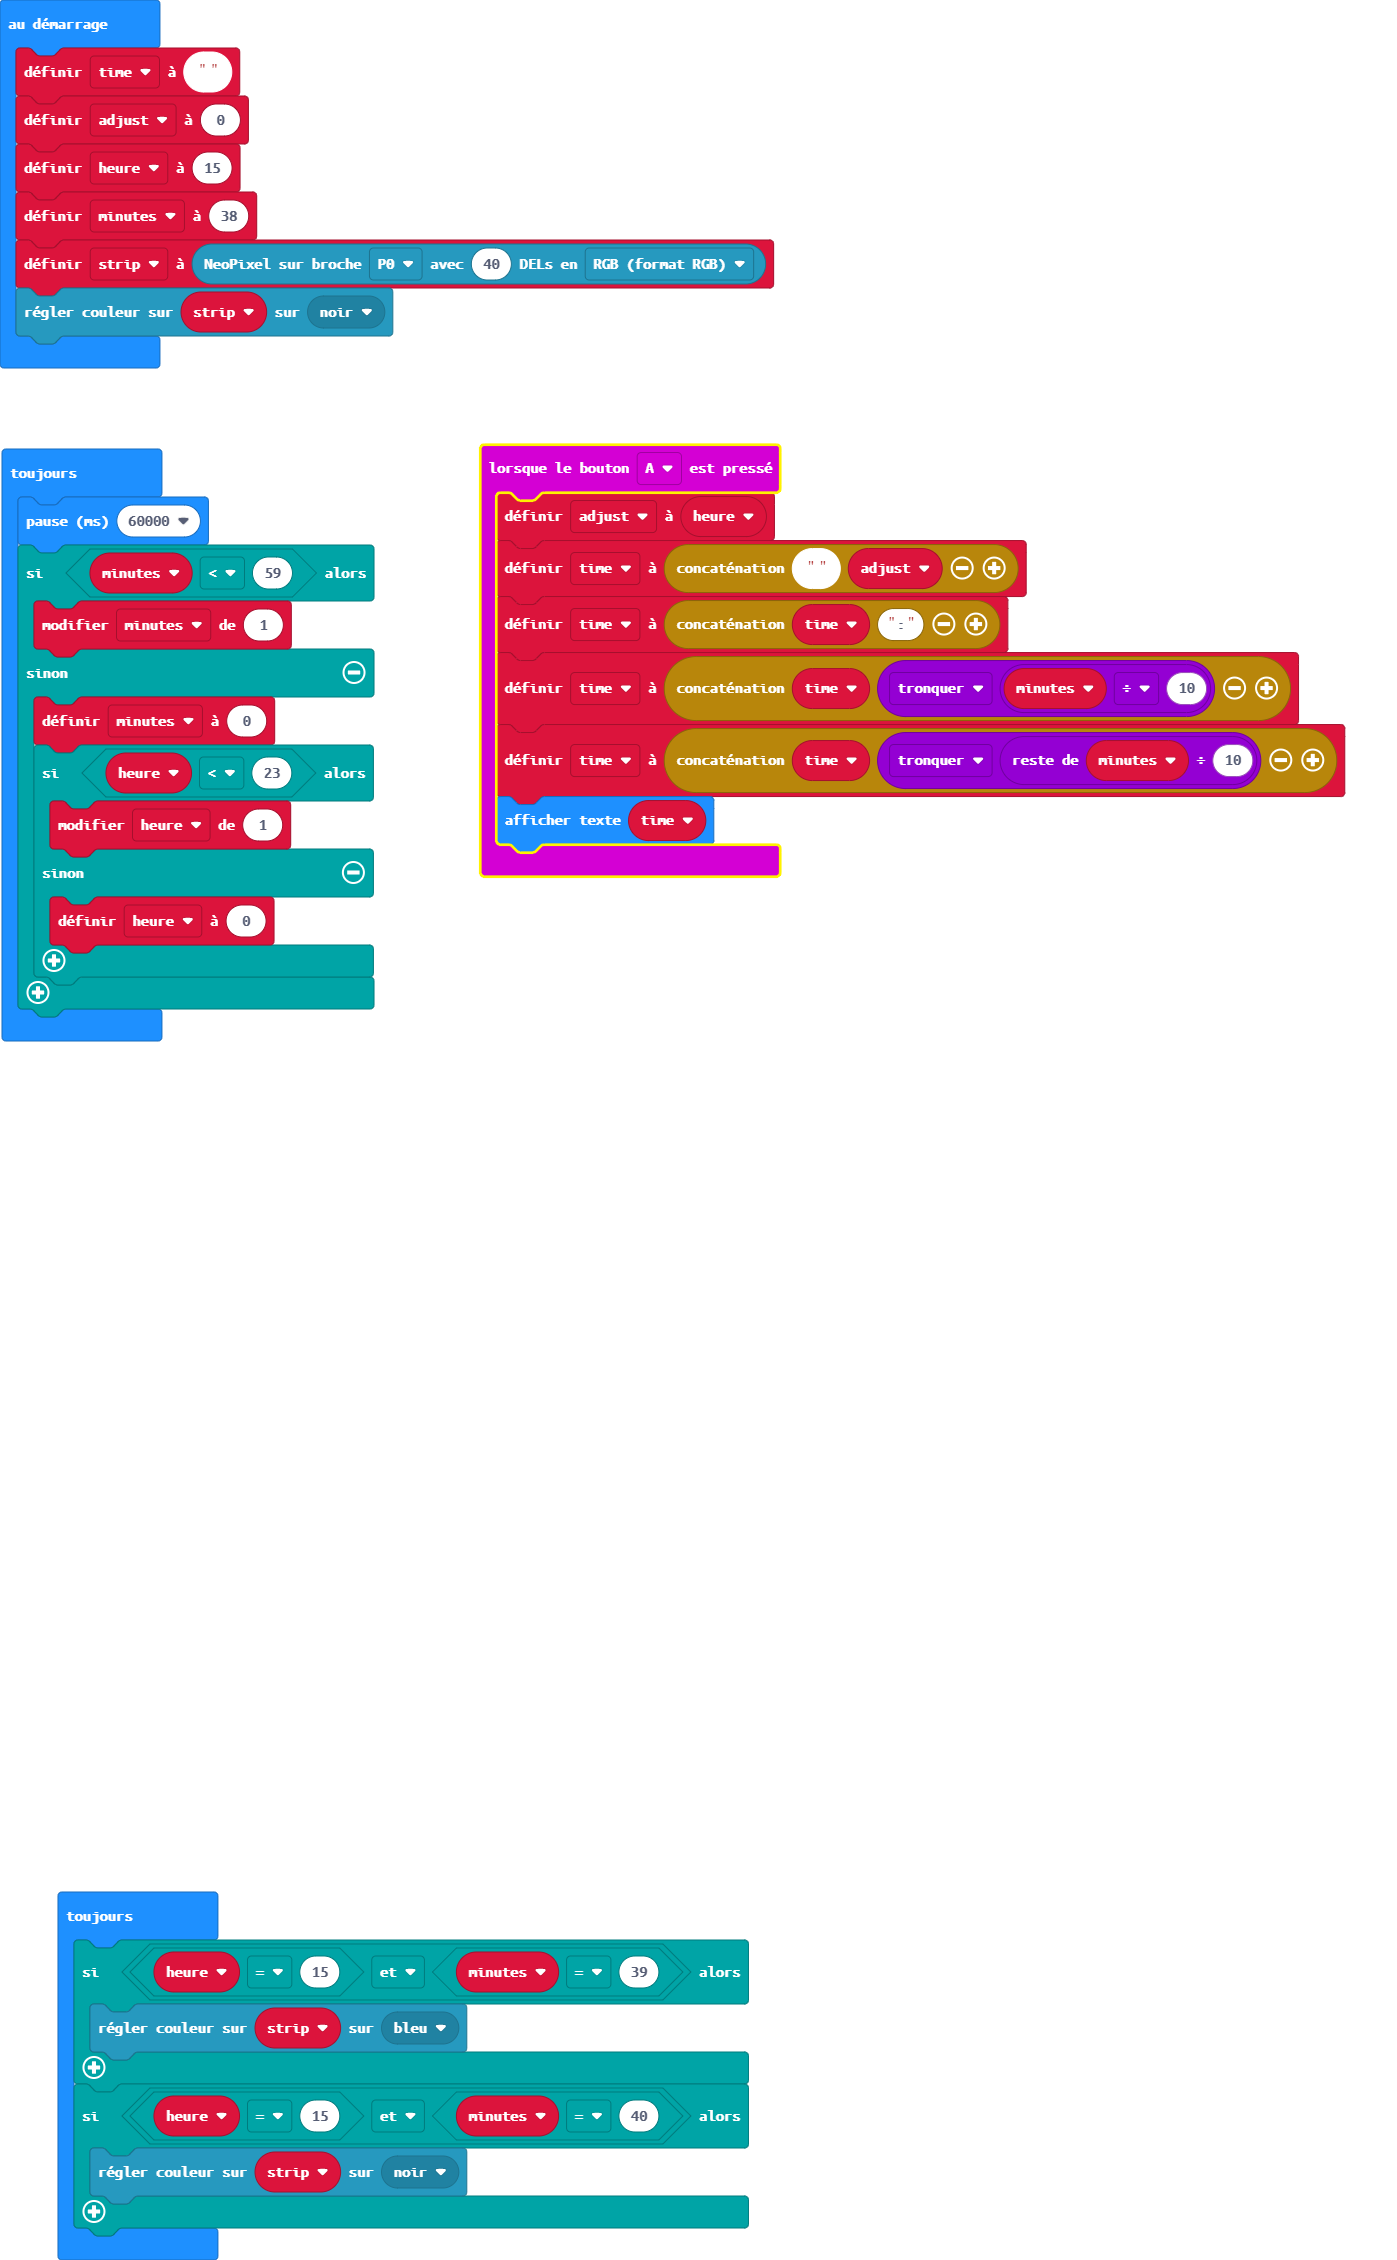 au démarrage
définir time à " "
définir adjust à 0
définir heure à 15
définir minutes à 38
définir strip à NeoPixel sur broche P0 avec 40 DELs en RGB (format RGB)
régler couleur sur strip sur noir
toujours
pause (ms) 60000
si minutes < 59 alors
modifier minutes de 1
sinon
définir minutes à 0
si heure < 23 alors
modifier heure de 1
sinon
définir heure à 0
lorsque le bouton A est pressé
définir adjust à heure
définir time à concaténation " " adjust
définir time à concaténation time ":"
définir time à concaténation time tronquer minutes ÷ 10
définir time à concaténation time tronquer reste de minutes ÷ 10
afficher texte time
toujours
si heure = 15 et minutes = 39 alors
régler couleur sur strip sur bleu
si heure = 15 et minutes = 40 alors
régler couleur sur strip sur noir